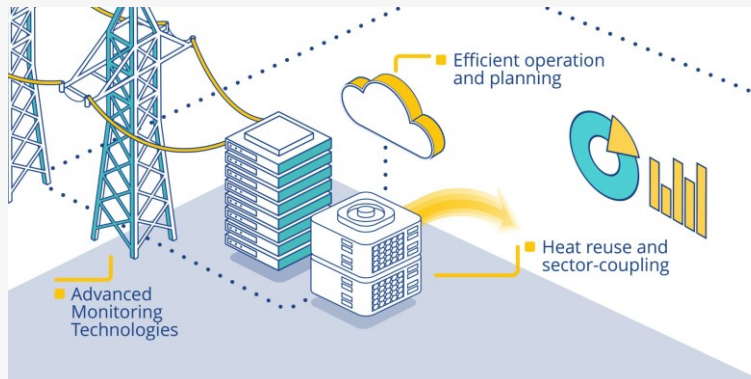 Efficient operation
and planning
Heat reuse and
sector-coupling
Advanced
Monitoring
Technologies